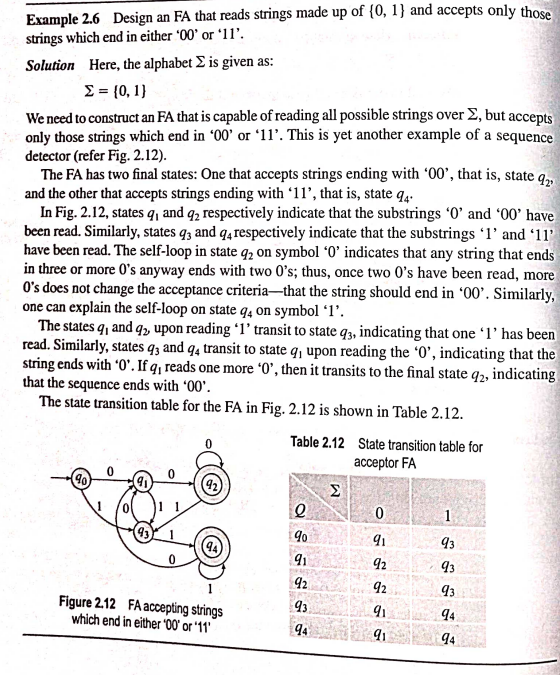 Example 2.6 Design an FA that reads strings made up of {0, 1} and accepts only those
strings which end in either '00' or '11'.
Solution Here, the alphabet Σ is given as:
Σ = {0, 1}
We need to construct an FA that is capable of reading all possible strings over Σ, but accepts
only those strings which end in '00' or '11'. This is yet another example of a sequence
detector (refer Fig. 2.12).
The FA has two final states: One that accepts strings ending with '00', that is, state q₂,
and the other that accepts strings ending with '11', that is, state q₄.
In Fig. 2.12, states q₁ and q₂ respectively indicate that the substrings '0' and '00' have
been read. Similarly, states q₃ and q₄ respectively indicate that the substrings '1' and '11'
have been read. The self-loop in state q₂ on symbol '0' indicates that any string that ends
in three or more 0's anyway ends with two 0's; thus, once two 0's have been read, more
0's does not change the acceptance criteria—that the string should end in '00'. Similarly,
one can explain the self-loop on state q₄ on symbol '1'.
The states q₁ and q₂, upon reading '1' transit to state q₃, indicating that one '1' has been
read. Similarly, states q₃ and q₄ transit to state q₁ upon reading the '0', indicating that the
string ends with '0'. If q₁ reads one more '0', then it transits to the final state q₂, indicating
that the sequence ends with '00'.
The state transition table for the FA in Fig. 2.12 is shown in Table 2.12.
0
q₀ 0 q₁ 0 q₂
1 0 1 1
q₃ 1 q₄
0
1
Figure 2.12 FA accepting strings
which end in either '00' or '11'
Table 2.12 State transition table for
acceptor FA
Σ
Q 0 1
q₀ q₁ q₃
q₁ q₂ q₃
q₂ q₂ q₃
q₃ q₁ q₄
q₄ q₁ q₄